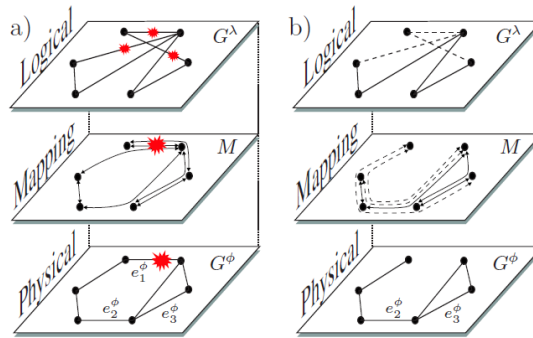 a)
Logical
G^λ
Mapping
M
Physical
G^ϕ
e_1^ϕ
e_2^ϕ
e_3^ϕ
b)
Logical
G^λ
Mapping
M
Physical
G^ϕ
e_2^ϕ
e_3^ϕ